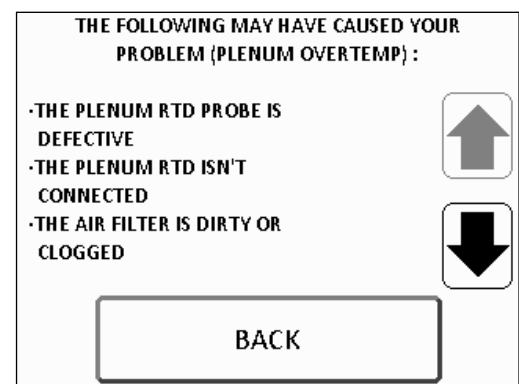 THE FOLLOWING MAY HAVE CAUSED YOUR
PROBLEM (PLENUM OVERTEMP) :
·THE PLENUM RTD PROBE IS
DEFECTIVE
·THE PLENUM RTD ISN'T
CONNECTED
·THE AIR FILTER IS DIRTY OR
CLOGGED
BACK